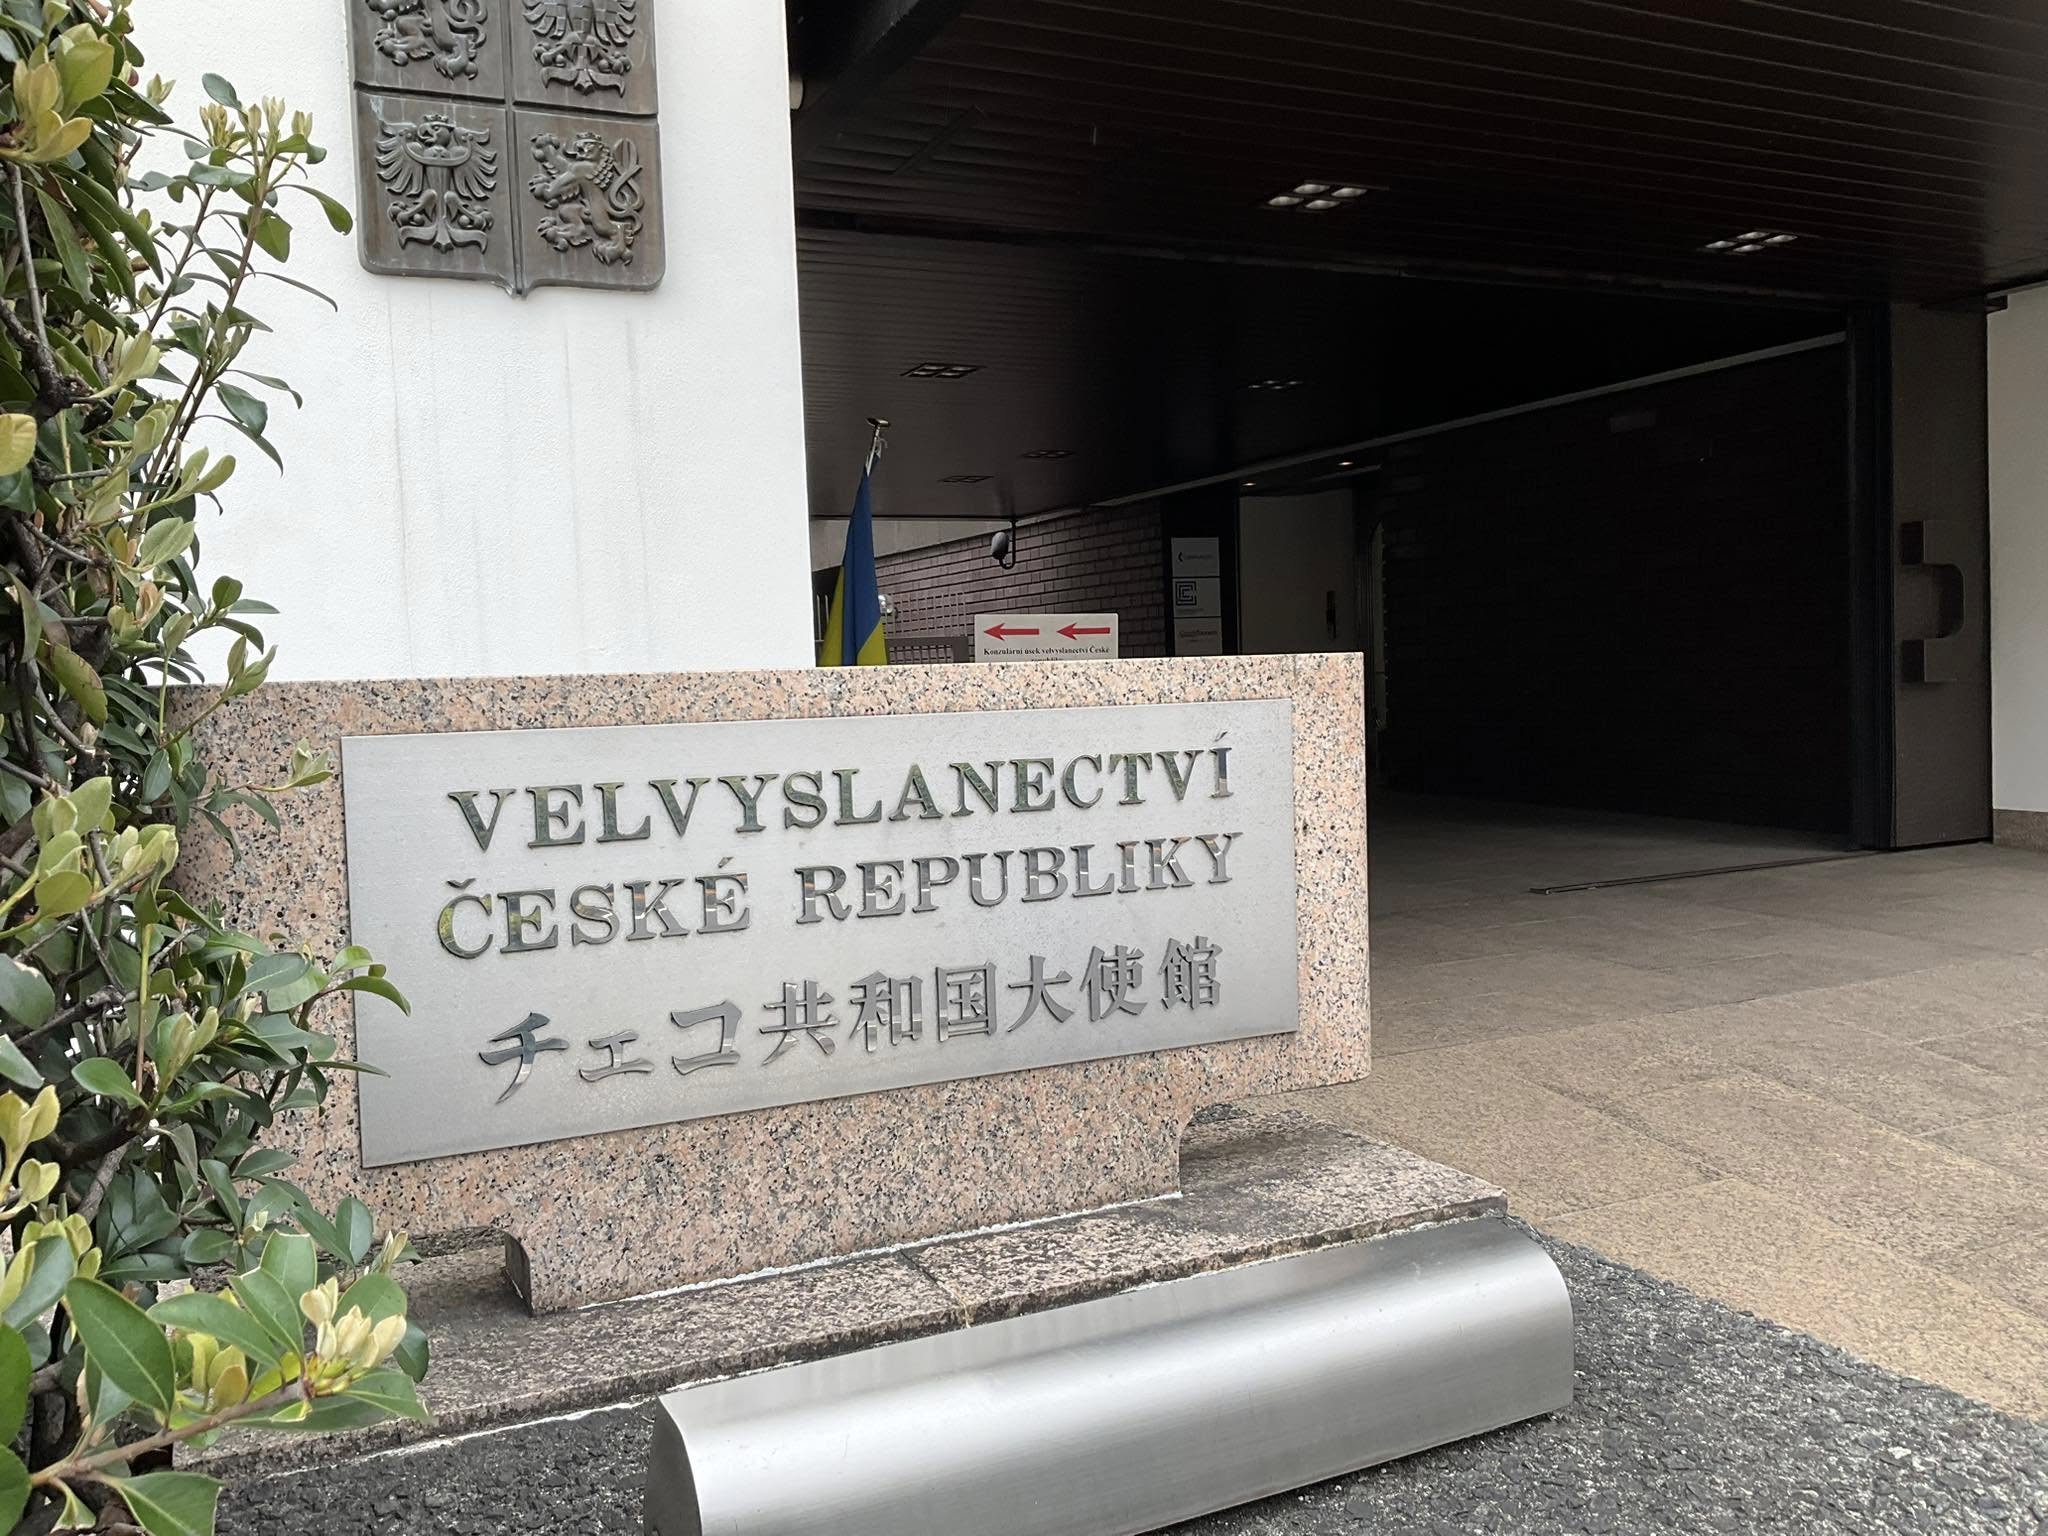 Konzulární úsek velvyslanectví České
VELVYSLANECTVÍ
ČESKÉ REPUBLIKY
チェコ共和国大使館